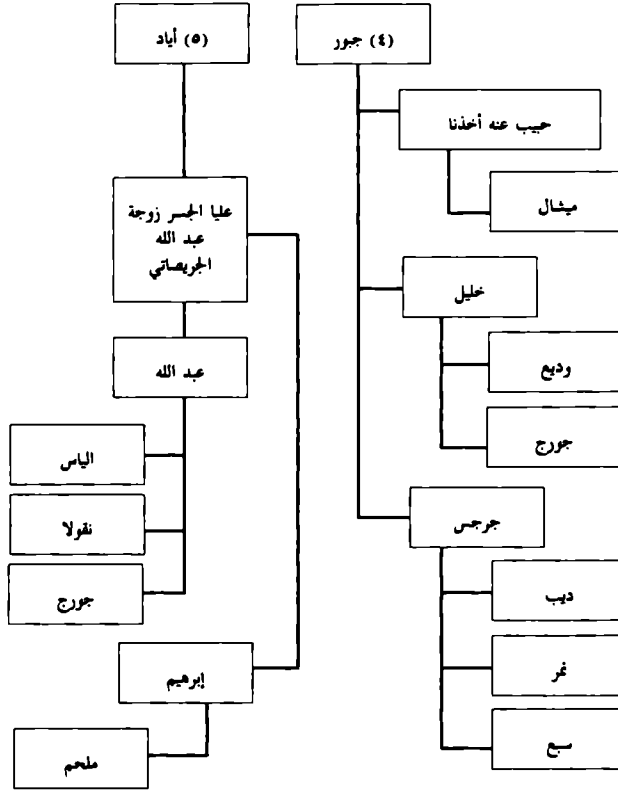 (٤) جبور
حبيب عنه أخذنا
ميشال
خليل
وديع
جورج
جرجس
ديب
نمر
سبع
(٥) أياد
عليا الجسر زوجة
عبد الله
الجريصاتي
عبد الله
الياس
نقولا
جورج
إبرهيم
ملحم